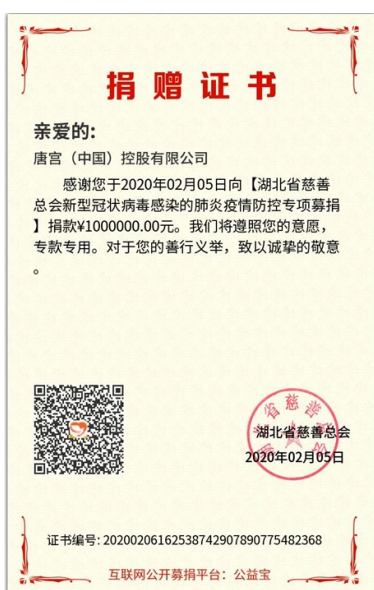 捐赠证书
亲爱的:
唐宫（中国）控股有限公司
感谢您于2020年02月05日向【湖北省慈善
总会新型冠状病毒感染的肺炎疫情防控专项募捐
】捐款¥1000000.00元。我们将遵照您的意愿，
专款专用。对于您的善行义举，致以诚挚的敬意
。
湖北省慈善总会
2020年02月05日
证书编号: 2020020616253874290789077548​2368
互联网公开募捐平台：公益宝